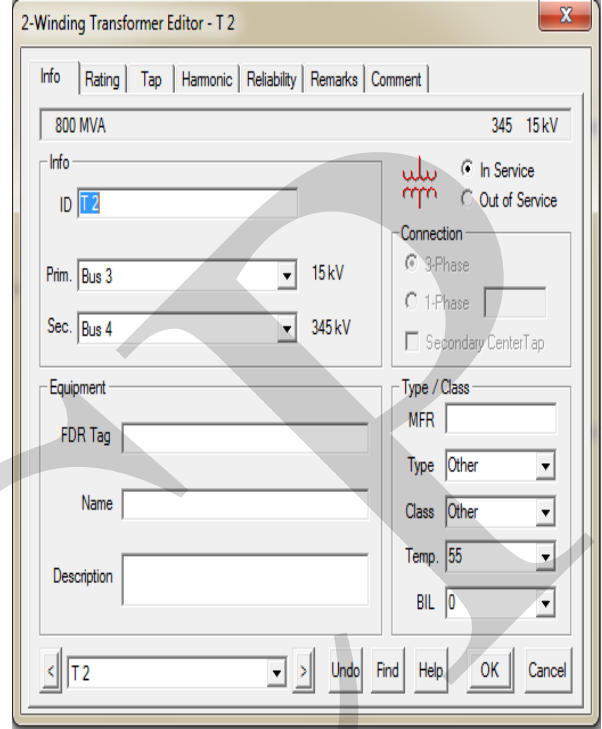 2-Winding Transformer Editor - T 2
X
Info Rating Tap Harmonic Reliability Remarks Comment
800 MVA 345 15 kV
Info
ID T 2
In Service
Out of Service
Prim. Bus 3 15 kV
Sec. Bus 4 345 kV
Connection
3-Phase
1-Phase
Secondary CenterTap
Equipment
FDR Tag
Name
Description
Type / Class
MFR
Type Other
Class Other
Temp. 55
BIL 0
< T 2 > Undo Find Help OK Cancel